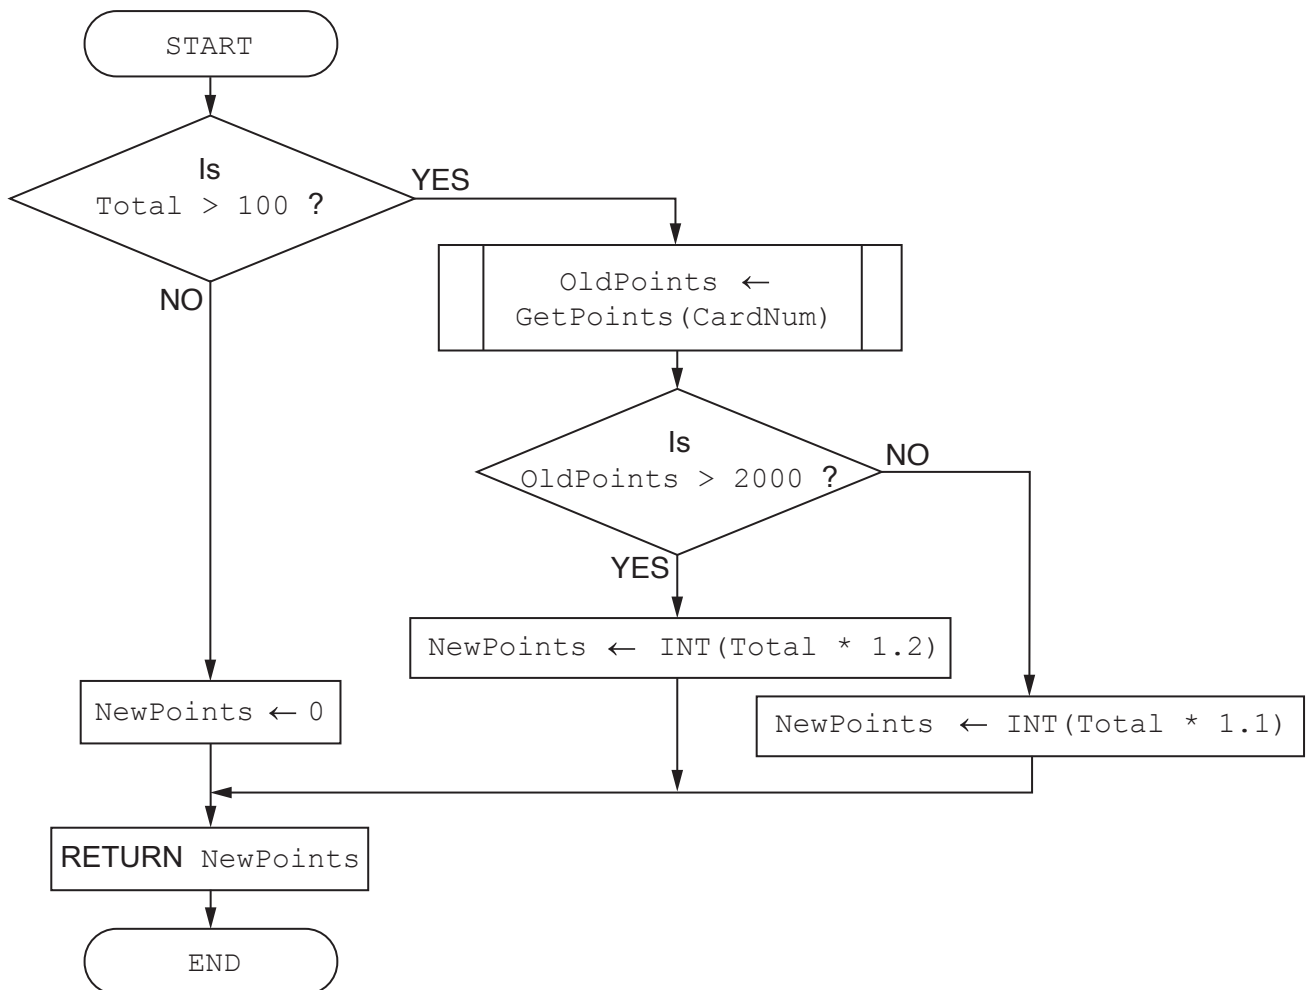 START
Is
Total > 100 ?
YES
NO
OldPoints ←
GetPoints(CardNum)
Is
OldPoints > 2000 ?
NO
YES
NewPoints ← INT(Total * 1.2)
NewPoints ← 0
NewPoints ← INT(Total * 1.1)
RETURN NewPoints
END